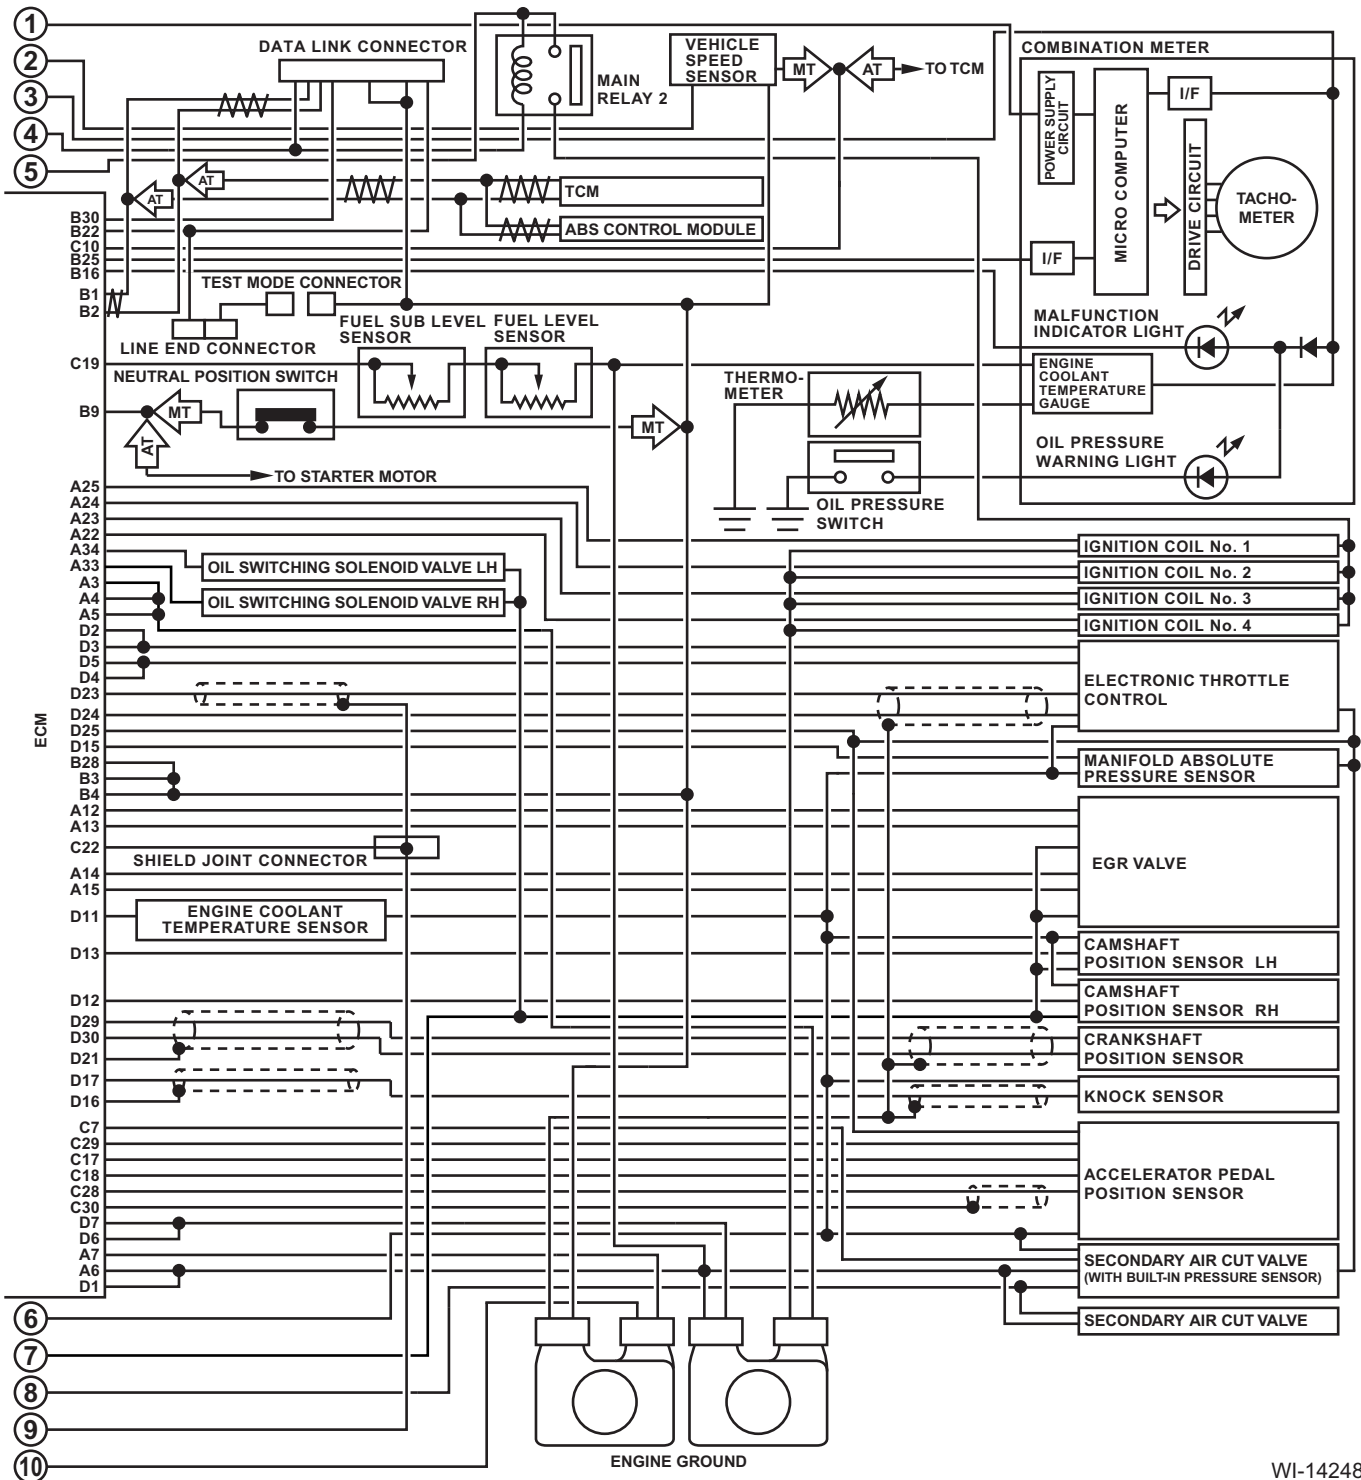 1
2
3
4
5
DATA LINK CONNECTOR
MAIN
RELAY 2
VEHICLE
SPEED
SENSOR
MT
AT
TO TCM
COMBINATION METER
POWER SUPPLY
CIRCUIT
MICRO COMPUTER
I/F
I/F
DRIVE CIRCUIT
TACHO-
METER
AT
AT
TCM
ABS CONTROL MODULE
B30
B22
C10
B25
B16
B1
B2
TEST MODE CONNECTOR
LINE END CONNECTOR
FUEL SUB LEVEL
SENSOR
FUEL LEVEL
SENSOR
MALFUNCTION
INDICATOR LIGHT
ENGINE
COOLANT
TEMPERATURE
GAUGE
C19
NEUTRAL POSITION SWITCH
THERMO-
METER
B9
MT
AT
MT
TO STARTER MOTOR
OIL PRESSURE
WARNING LIGHT
OIL PRESSURE
SWITCH
A25
A24
A23
A22
A34
A33
A3
A4
A5
D2
D3
D5
D4
D23
D24
D25
D15
B28
B3
B4
A12
A13
C22
A14
A15
D11
D13
D12
D29
D30
D21
D17
D16
C7
C29
C17
C18
C28
C30
D7
D6
A7
A6
D1
ECM
OIL SWITCHING SOLENOID VALVE LH
OIL SWITCHING SOLENOID VALVE RH
SHIELD JOINT CONNECTOR
ENGINE COOLANT
TEMPERATURE SENSOR
IGNITION COIL No. 1
IGNITION COIL No. 2
IGNITION COIL No. 3
IGNITION COIL No. 4
ELECTRONIC THROTTLE
CONTROL
MANIFOLD ABSOLUTE
PRESSURE SENSOR
EGR VALVE
CAMSHAFT
POSITION SENSOR LH
CAMSHAFT
POSITION SENSOR RH
CRANKSHAFT
POSITION SENSOR
KNOCK SENSOR
ACCELERATOR PEDAL
POSITION SENSOR
SECONDARY AIR CUT VALVE
(WITH BUILT-IN PRESSURE SENSOR)
SECONDARY AIR CUT VALVE
6
7
8
9
10
ENGINE GROUND
WI-14248